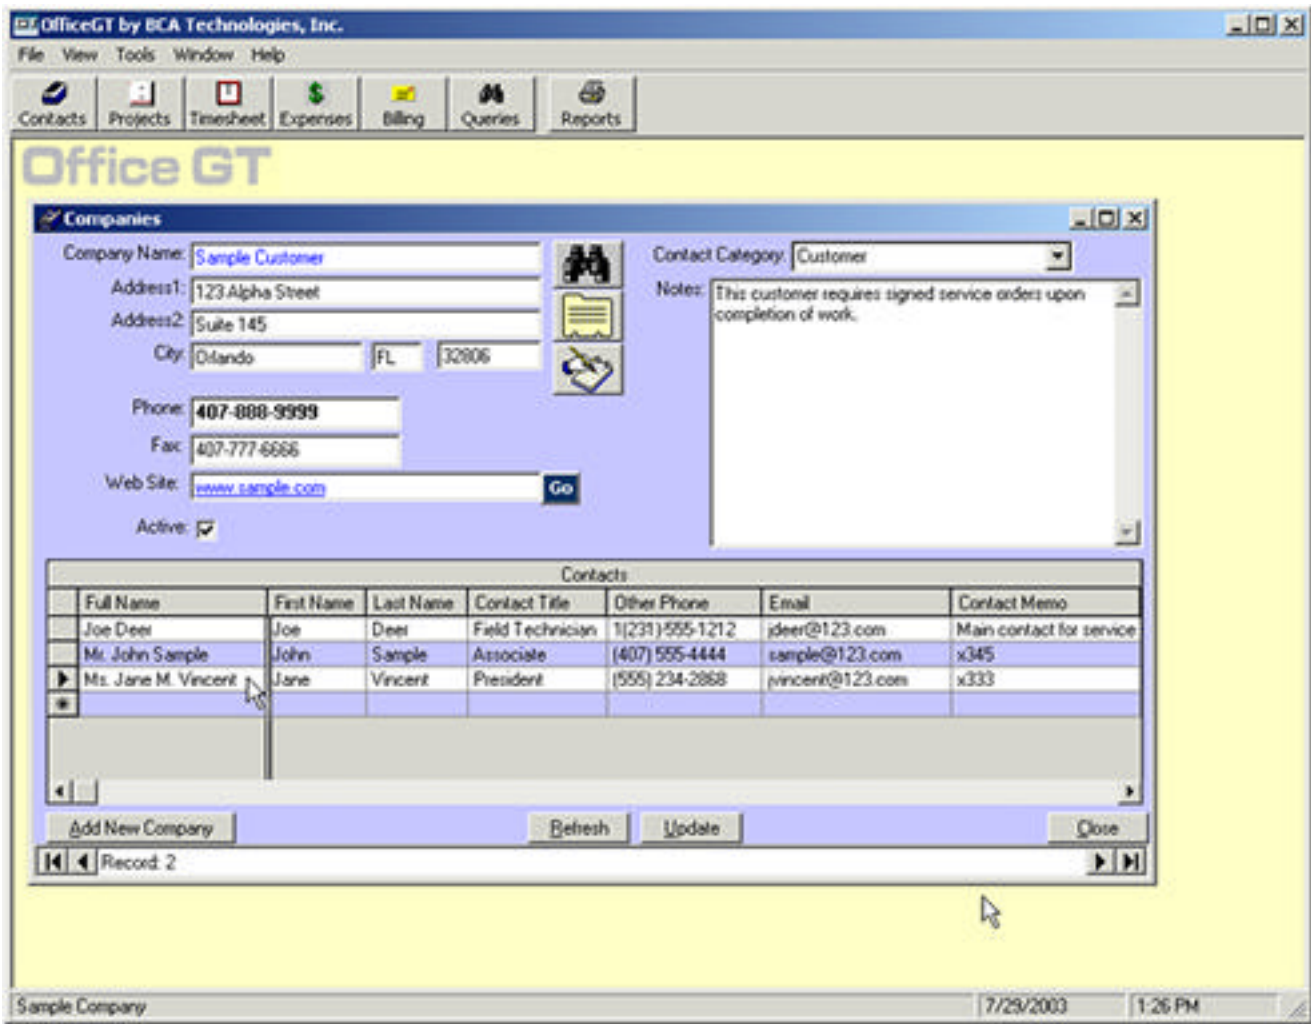 OfficeGT by BCA Technologies, Inc.
File View Tools Window Help
Contacts Projects Timesheet Expenses Billing Queries Reports
Office GT
Companies
Company Name: Sample Customer
Contact Category: Customer
Address1: 123 Alpha Street
Notes: This customer requires signed service orders upon
completion of work.
Address2: Suite 145
City: Orlando FL 32806
Phone: 407-888-9999
Fax: 407-777-6666
Web Site: www.sample.com Go
Active:
Contacts
Full Name First Name Last Name Contact Title Other Phone Email Contact Memo
Joe Deer Joe Deer Field Technician 1(231)-555-1212 jdeer@123.com Main contact for service
Mr. John Sample John Sample Associate (407) 555-4444 sample@123.com x345
Ms. Jane M. Vincent Jane Vincent President (555) 234-2868 jvincent@123.com x333
Add New Company Refresh Update Close
Record: 2
Sample Company 7/29/2003 1:26 PM